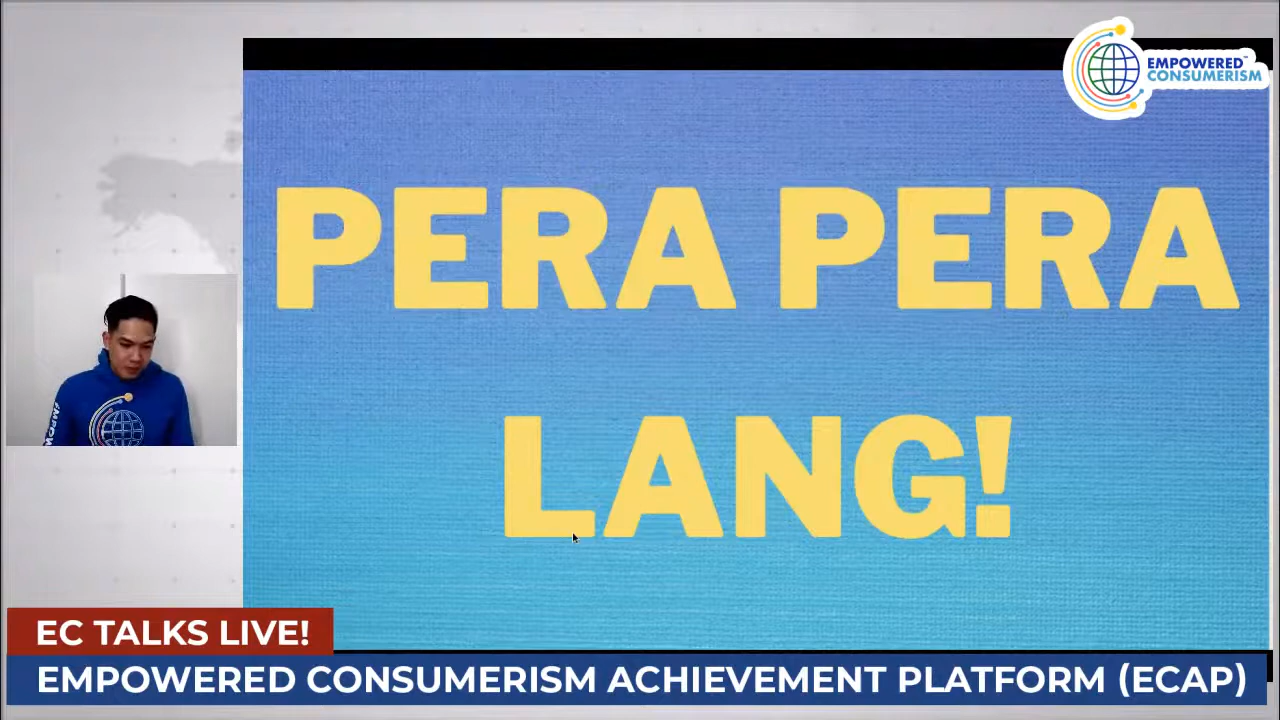 EMPOWERED
CONSUMERISM
PERA PERA
LANG!
EC TALKS LIVE!
EMPOWERED CONSUMERISM ACHIEVEMENT PLATFORM (ECAP)